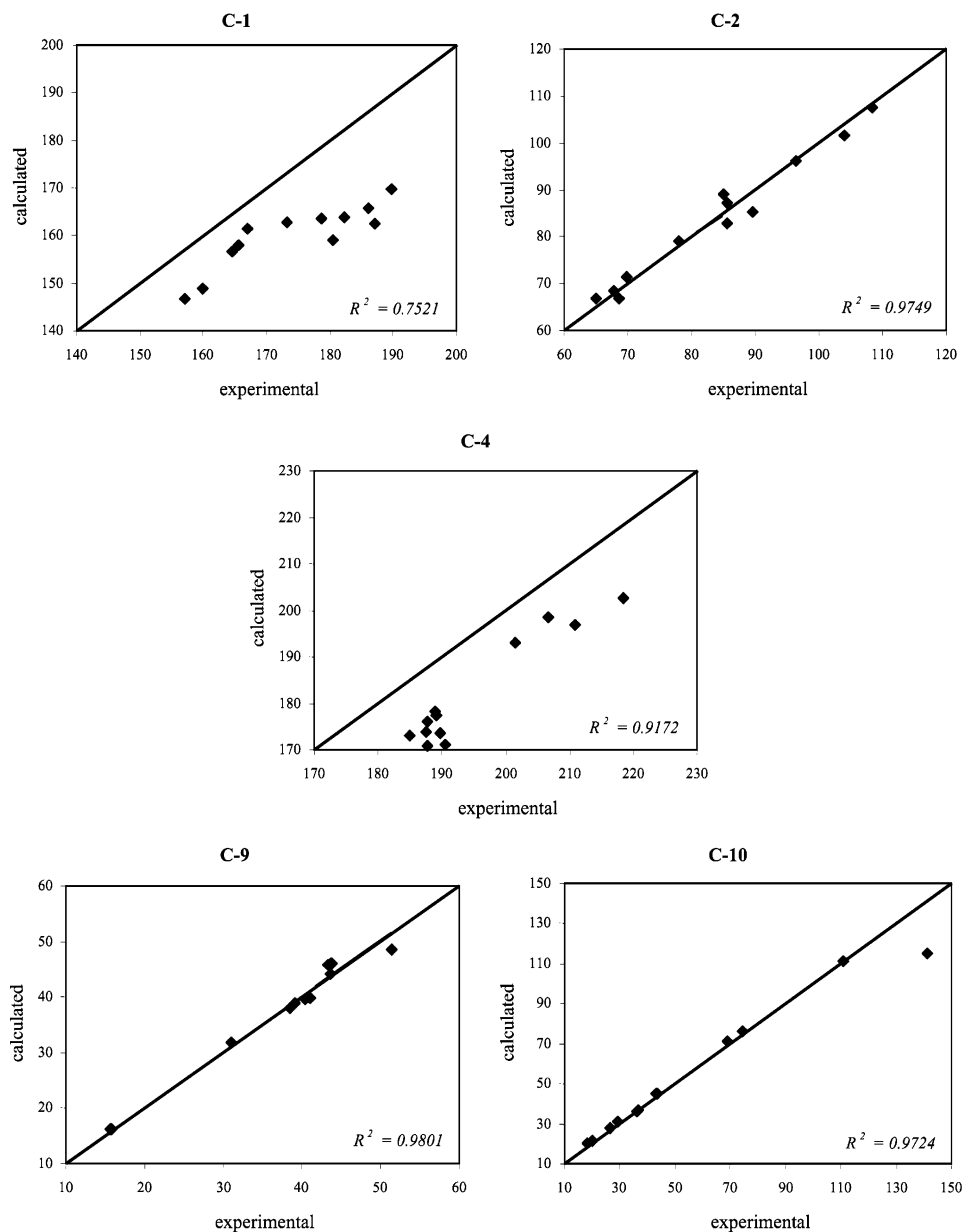 C-1
200
190
180
170
160
150
140
calculated
R² = 0.7521
140 150 160 170 180 190 200
experimental
C-2
120
110
100
90
80
70
60
calculated
R² = 0.9749
60 70 80 90 100 110 120
experimental
C-4
230
220
210
200
190
180
170
calculated
R² = 0.9172
170 180 190 200 210 220 230
experimental
C-9
60
50
40
30
20
10
calculated
R² = 0.9801
10 20 30 40 50 60
experimental
C-10
150
130
110
90
70
50
30
10
calculated
R² = 0.9724
10 30 50 70 90 110 130 150
experimental